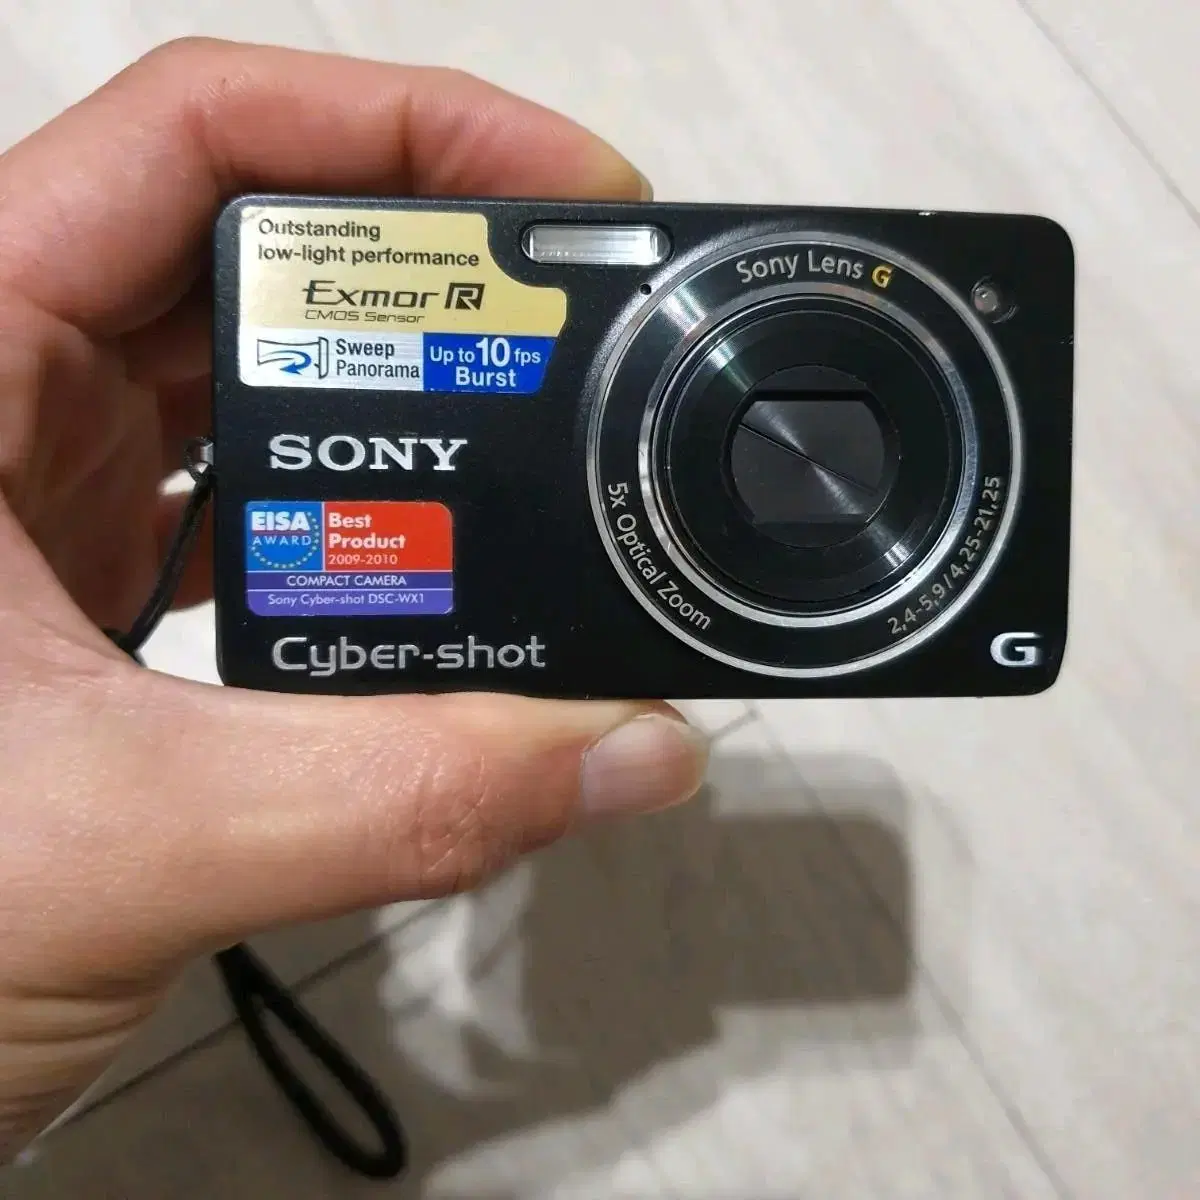 Outstanding
low-light performance
Exmor R
CMOS Sensor
Sweep
Panorama
Up to 10 fps
Burst
SONY
EISA
AWARD
Best
Product
2009-2010
COMPACT CAMERA
Sony Cyber-shot DSC-WX1
Cyber-shot
Sony Lens G
5x Optical Zoom
2,4-5,9/4,25-21,25
G